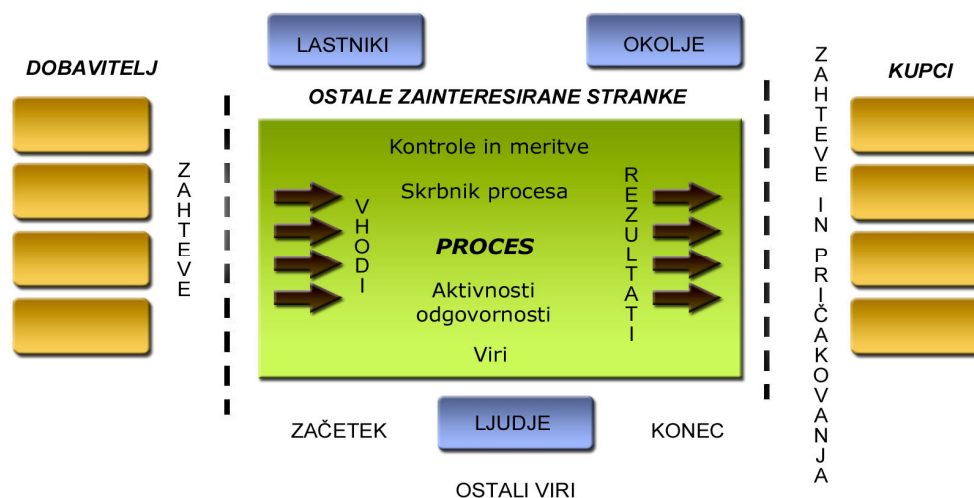 LASTNIKI
OKOLJE
DOBAVITELJ
KUPCI
OSTALE ZAINTERESIRANE STRANKE
ZAHTEVE
Kontrole in meritve
Skrbnik procesa
VHODI
PROCES
REZULTATI
Aktivnosti
odgovornosti
Viri
ZAHTEVE IN PRIČAKOVANJA
ZAČETEK
LJUDJE
KONEC
OSTALI VIRI